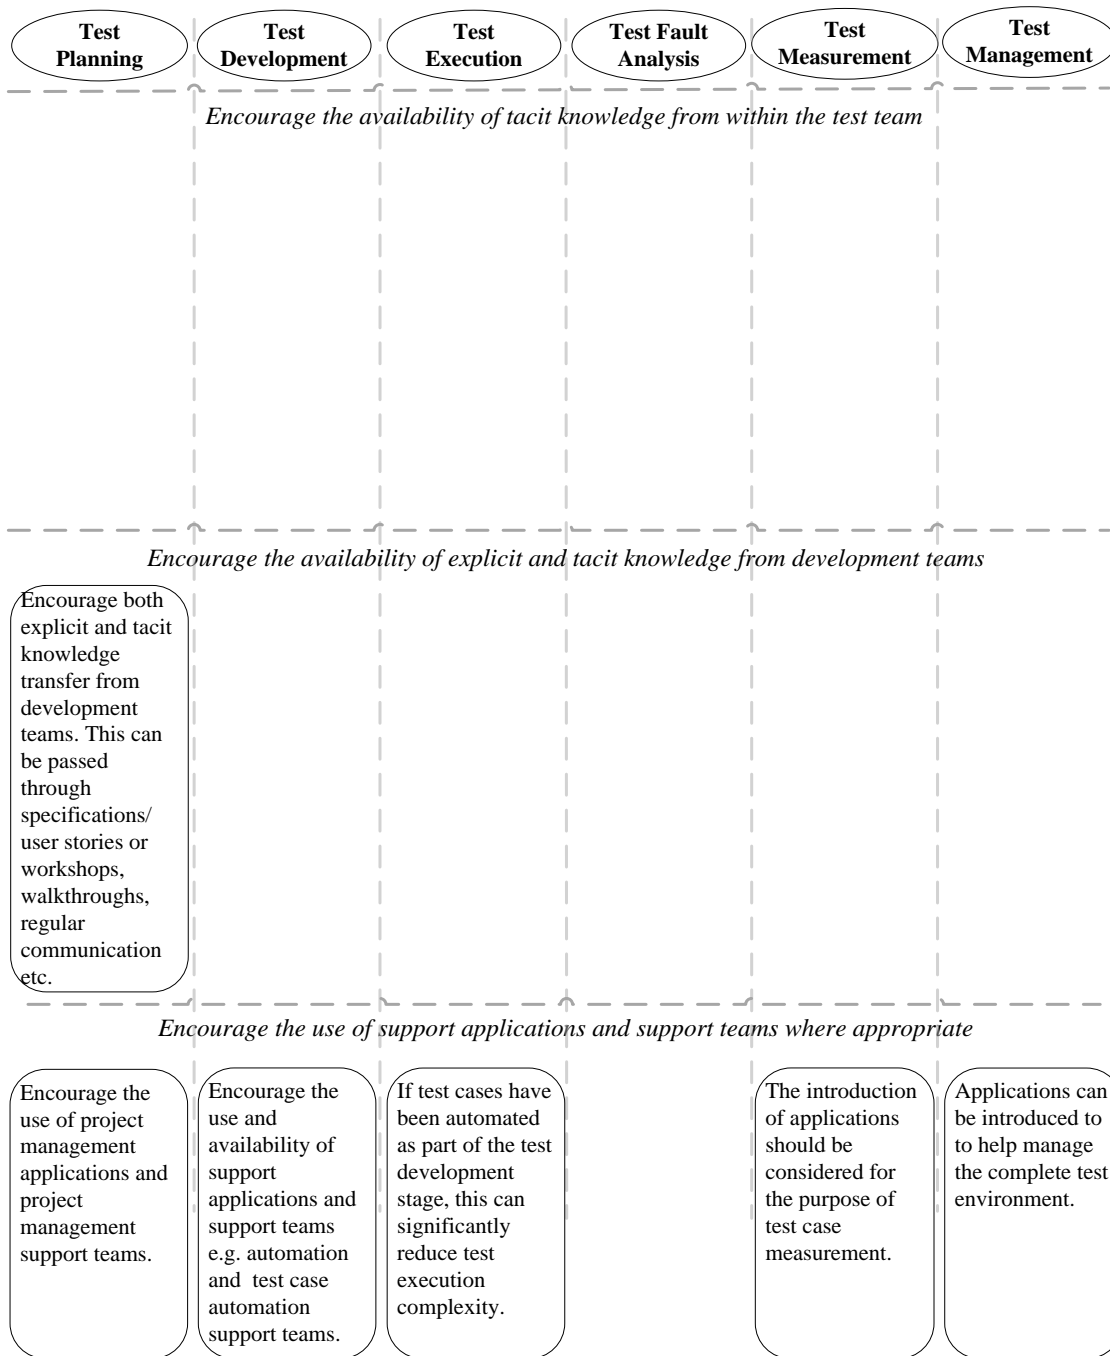 Test
Planning
Test
Development
Test
Execution
Test Fault
Analysis
Test
Measurement
Test
Management
Encourage the availability of tacit knowledge from within the test team
Encourage the availability of explicit and tacit knowledge from development teams
Encourage both
explicit and tacit
knowledge
transfer from
development
teams. This can
be passed
through
specifications/
user stories or
workshops,
walkthroughs,
regular
communication
etc.
Encourage the use of support applications and support teams where appropriate
Encourage the
use of project
management
applications and
project
management
support teams.
Encourage the
use and
availability of
support
applications and
support teams
e.g. automation
and test case
automation
support teams.
If test cases have
been automated
as part of the test
development
stage, this can
significantly
reduce test
execution
complexity.
The introduction
of applications
should be
considered for
the purpose of
test case
measurement.
Applications can
be introduced to
to help manage
the complete test
environment.